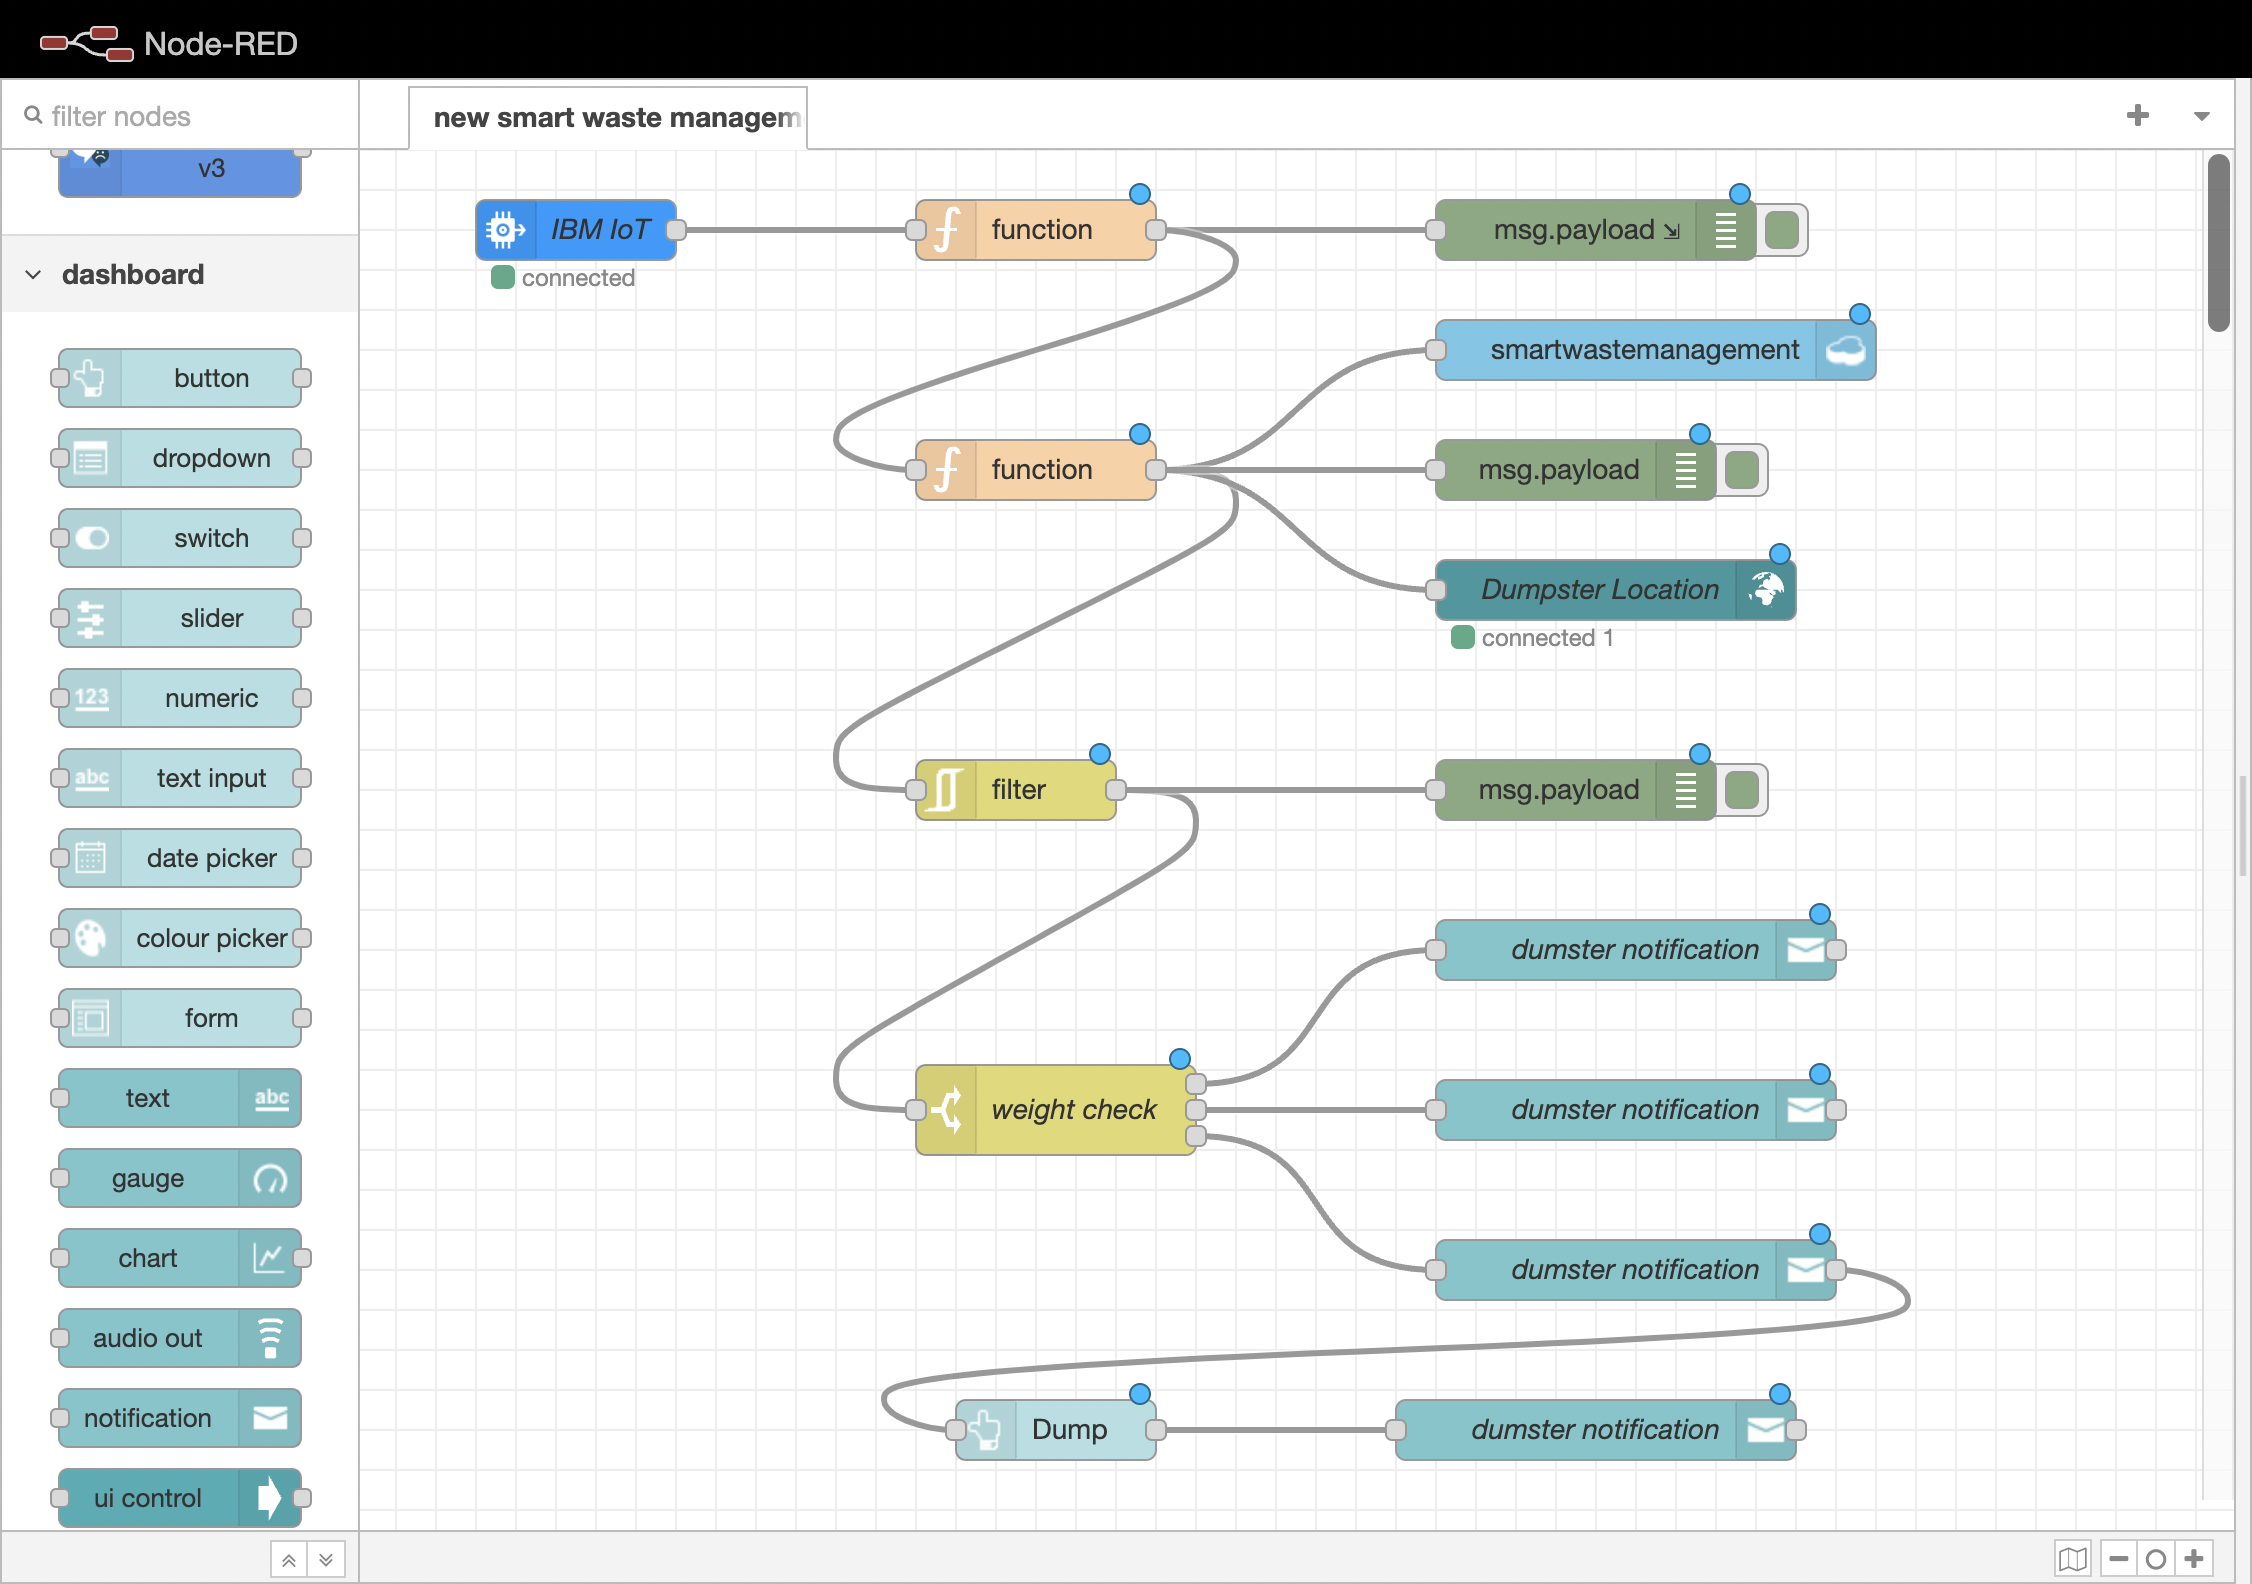 Node-RED
filter nodes
new smart waste managem
v3
dashboard
button
dropdown
switch
slider
123
numeric
abc
text input
date picker
colour picker
form
text
abc
gauge
chart
audio out
notification
ui control
IBM IoT
connected
function
msg.payload
smartwastemanagement
function
msg.payload
Dumpster Location
connected 1
filter
msg.payload
dumster notification
weight check
dumster notification
dumster notification
Dump
dumster notification